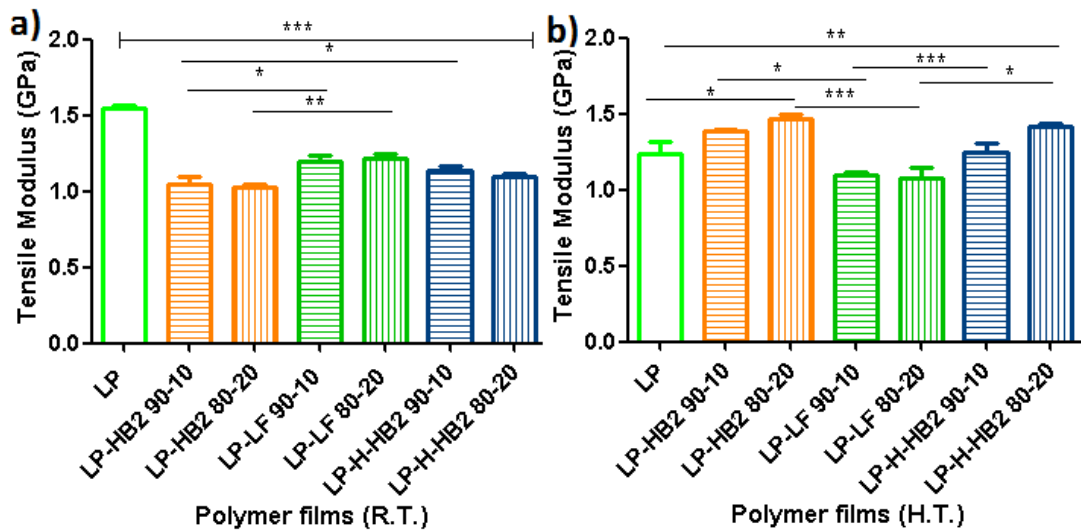 a)
Tensile Modulus (GPa)
2.0
1.5
1.0
0.5
0.0
***
*
*
**
LP
LP-HB2 90-10
LP-HB2 80-20
LP-LF 90-10
LP-LF 80-20
LP-H-HB2 90-10
LP-H-HB2 80-20
Polymer films (R.T.)
b)
Tensile Modulus (GPa)
2.0
1.5
1.0
0.5
0.0
**
***
*
*
*
***
LP
LP-HB2 90-10
LP-HB2 80-20
LP-LF 90-10
LP-LF 80-20
LP-H-HB2 90-10
LP-H-HB2 80-20
Polymer films (H.T.)